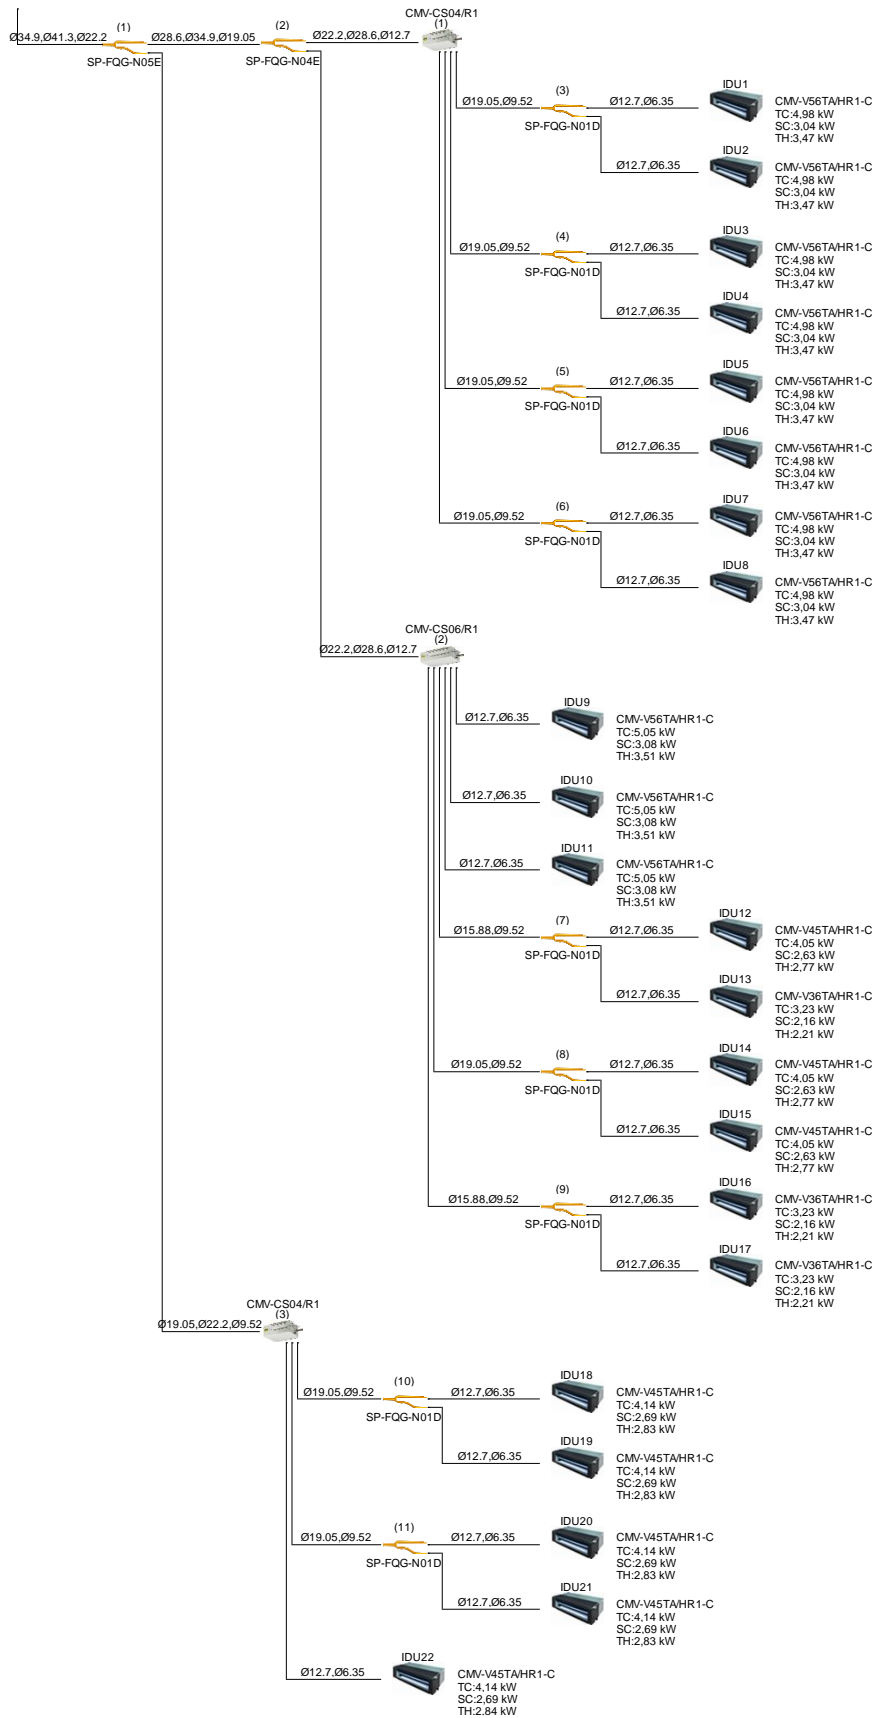 CMV-CS04/R1
(1)
(1)
(2)
Ø34.9,Ø41.3,Ø22.2
Ø28.6,Ø34.9,Ø19.05
Ø22.2,Ø28.6,Ø12.7
SP-FQG-N05E
SP-FQG-N04E
IDU1
(3)
Ø19.05,Ø9.52
Ø12.7,Ø6.35
CMV-V56TA/HR1-C
TC:4,98 kW
SC:3,04 kW
TH:3,47 kW
SP-FQG-N01D
IDU2
Ø12.7,Ø6.35
CMV-V56TA/HR1-C
TC:4,98 kW
SC:3,04 kW
TH:3,47 kW
IDU3
(4)
Ø19.05,Ø9.52
Ø12.7,Ø6.35
CMV-V56TA/HR1-C
TC:4,98 kW
SC:3,04 kW
TH:3,47 kW
SP-FQG-N01D
IDU4
Ø12.7,Ø6.35
CMV-V56TA/HR1-C
TC:4,98 kW
SC:3,04 kW
TH:3,47 kW
IDU5
(5)
Ø19.05,Ø9.52
Ø12.7,Ø6.35
CMV-V56TA/HR1-C
TC:4,98 kW
SC:3,04 kW
TH:3,47 kW
SP-FQG-N01D
IDU6
Ø12.7,Ø6.35
CMV-V56TA/HR1-C
TC:4,98 kW
SC:3,04 kW
TH:3,47 kW
IDU7
(6)
Ø19.05,Ø9.52
Ø12.7,Ø6.35
CMV-V56TA/HR1-C
TC:4,98 kW
SC:3,04 kW
TH:3,47 kW
SP-FQG-N01D
IDU8
Ø12.7,Ø6.35
CMV-V56TA/HR1-C
TC:4,98 kW
SC:3,04 kW
TH:3,47 kW
CMV-CS06/R1
(2)
Ø22.2,Ø28.6,Ø12.7
IDU9
Ø12.7,Ø6.35
CMV-V56TA/HR1-C
TC:5,05 kW
SC:3,08 kW
TH:3,51 kW
IDU10
Ø12.7,Ø6.35
CMV-V56TA/HR1-C
TC:5,05 kW
SC:3,08 kW
TH:3,51 kW
IDU11
Ø12.7,Ø6.35
CMV-V56TA/HR1-C
TC:5,05 kW
SC:3,08 kW
TH:3,51 kW
IDU12
(7)
Ø15.88,Ø9.52
Ø12.7,Ø6.35
CMV-V45TA/HR1-C
TC:4,05 kW
SC:2,63 kW
TH:2,77 kW
SP-FQG-N01D
IDU13
Ø12.7,Ø6.35
CMV-V36TA/HR1-C
TC:3,23 kW
SC:2,16 kW
TH:2,21 kW
IDU14
(8)
Ø19.05,Ø9.52
Ø12.7,Ø6.35
CMV-V45TA/HR1-C
TC:4,05 kW
SC:2,63 kW
TH:2,77 kW
SP-FQG-N01D
IDU15
Ø12.7,Ø6.35
CMV-V45TA/HR1-C
TC:4,05 kW
SC:2,63 kW
TH:2,77 kW
IDU16
(9)
Ø15.88,Ø9.52
Ø12.7,Ø6.35
CMV-V36TA/HR1-C
TC:3,23 kW
SC:2,16 kW
TH:2,21 kW
SP-FQG-N01D
IDU17
Ø12.7,Ø6.35
CMV-V36TA/HR1-C
TC:3,23 kW
SC:2,16 kW
TH:2,21 kW
CMV-CS04/R1
(3)
Ø19.05,Ø22.2,Ø9.52
IDU18
(10)
Ø19.05,Ø9.52
Ø12.7,Ø6.35
CMV-V45TA/HR1-C
TC:4,14 kW
SC:2,69 kW
TH:2,83 kW
SP-FQG-N01D
IDU19
Ø12.7,Ø6.35
CMV-V45TA/HR1-C
TC:4,14 kW
SC:2,69 kW
TH:2,83 kW
IDU20
(11)
Ø19.05,Ø9.52
Ø12.7,Ø6.35
CMV-V45TA/HR1-C
TC:4,14 kW
SC:2,69 kW
TH:2,83 kW
SP-FQG-N01D
IDU21
Ø12.7,Ø6.35
CMV-V45TA/HR1-C
TC:4,14 kW
SC:2,69 kW
TH:2,83 kW
IDU22
Ø12.7,Ø6.35
CMV-V45TA/HR1-C
TC:4,14 kW
SC:2,69 kW
TH:2,84 kW